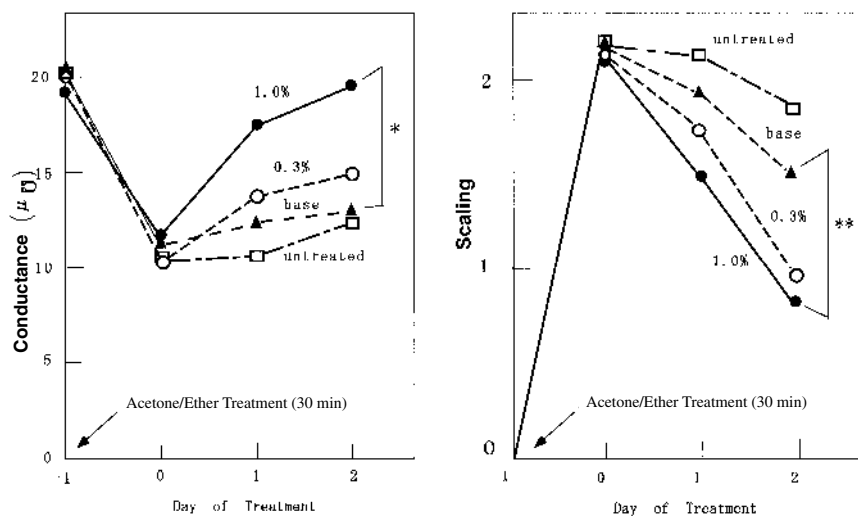 Conductance (μ ℧)
20
15
10
5
0
1.0%
0.3%
base
untreated
*
Acetone/Ether Treatment (30 min)
-1
0
1
2
Day of Treatment
Scaling
2
1
0
untreated
base
0.3%
1.0%
**
Acetone/Ether Treatment (30 min)
1
0
1
2
Day of Treatment